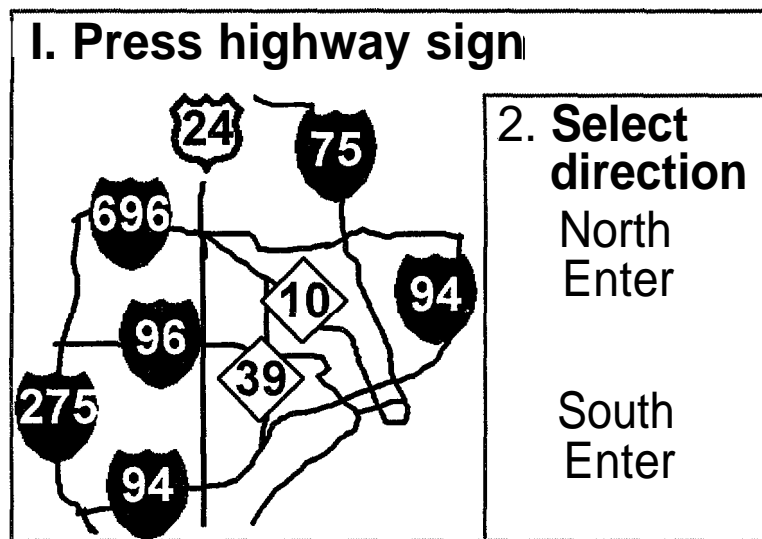 I. Press highway sign
24
75
696
10
94
96
39
275
94
2. Select
direction
North
Enter
South
Enter